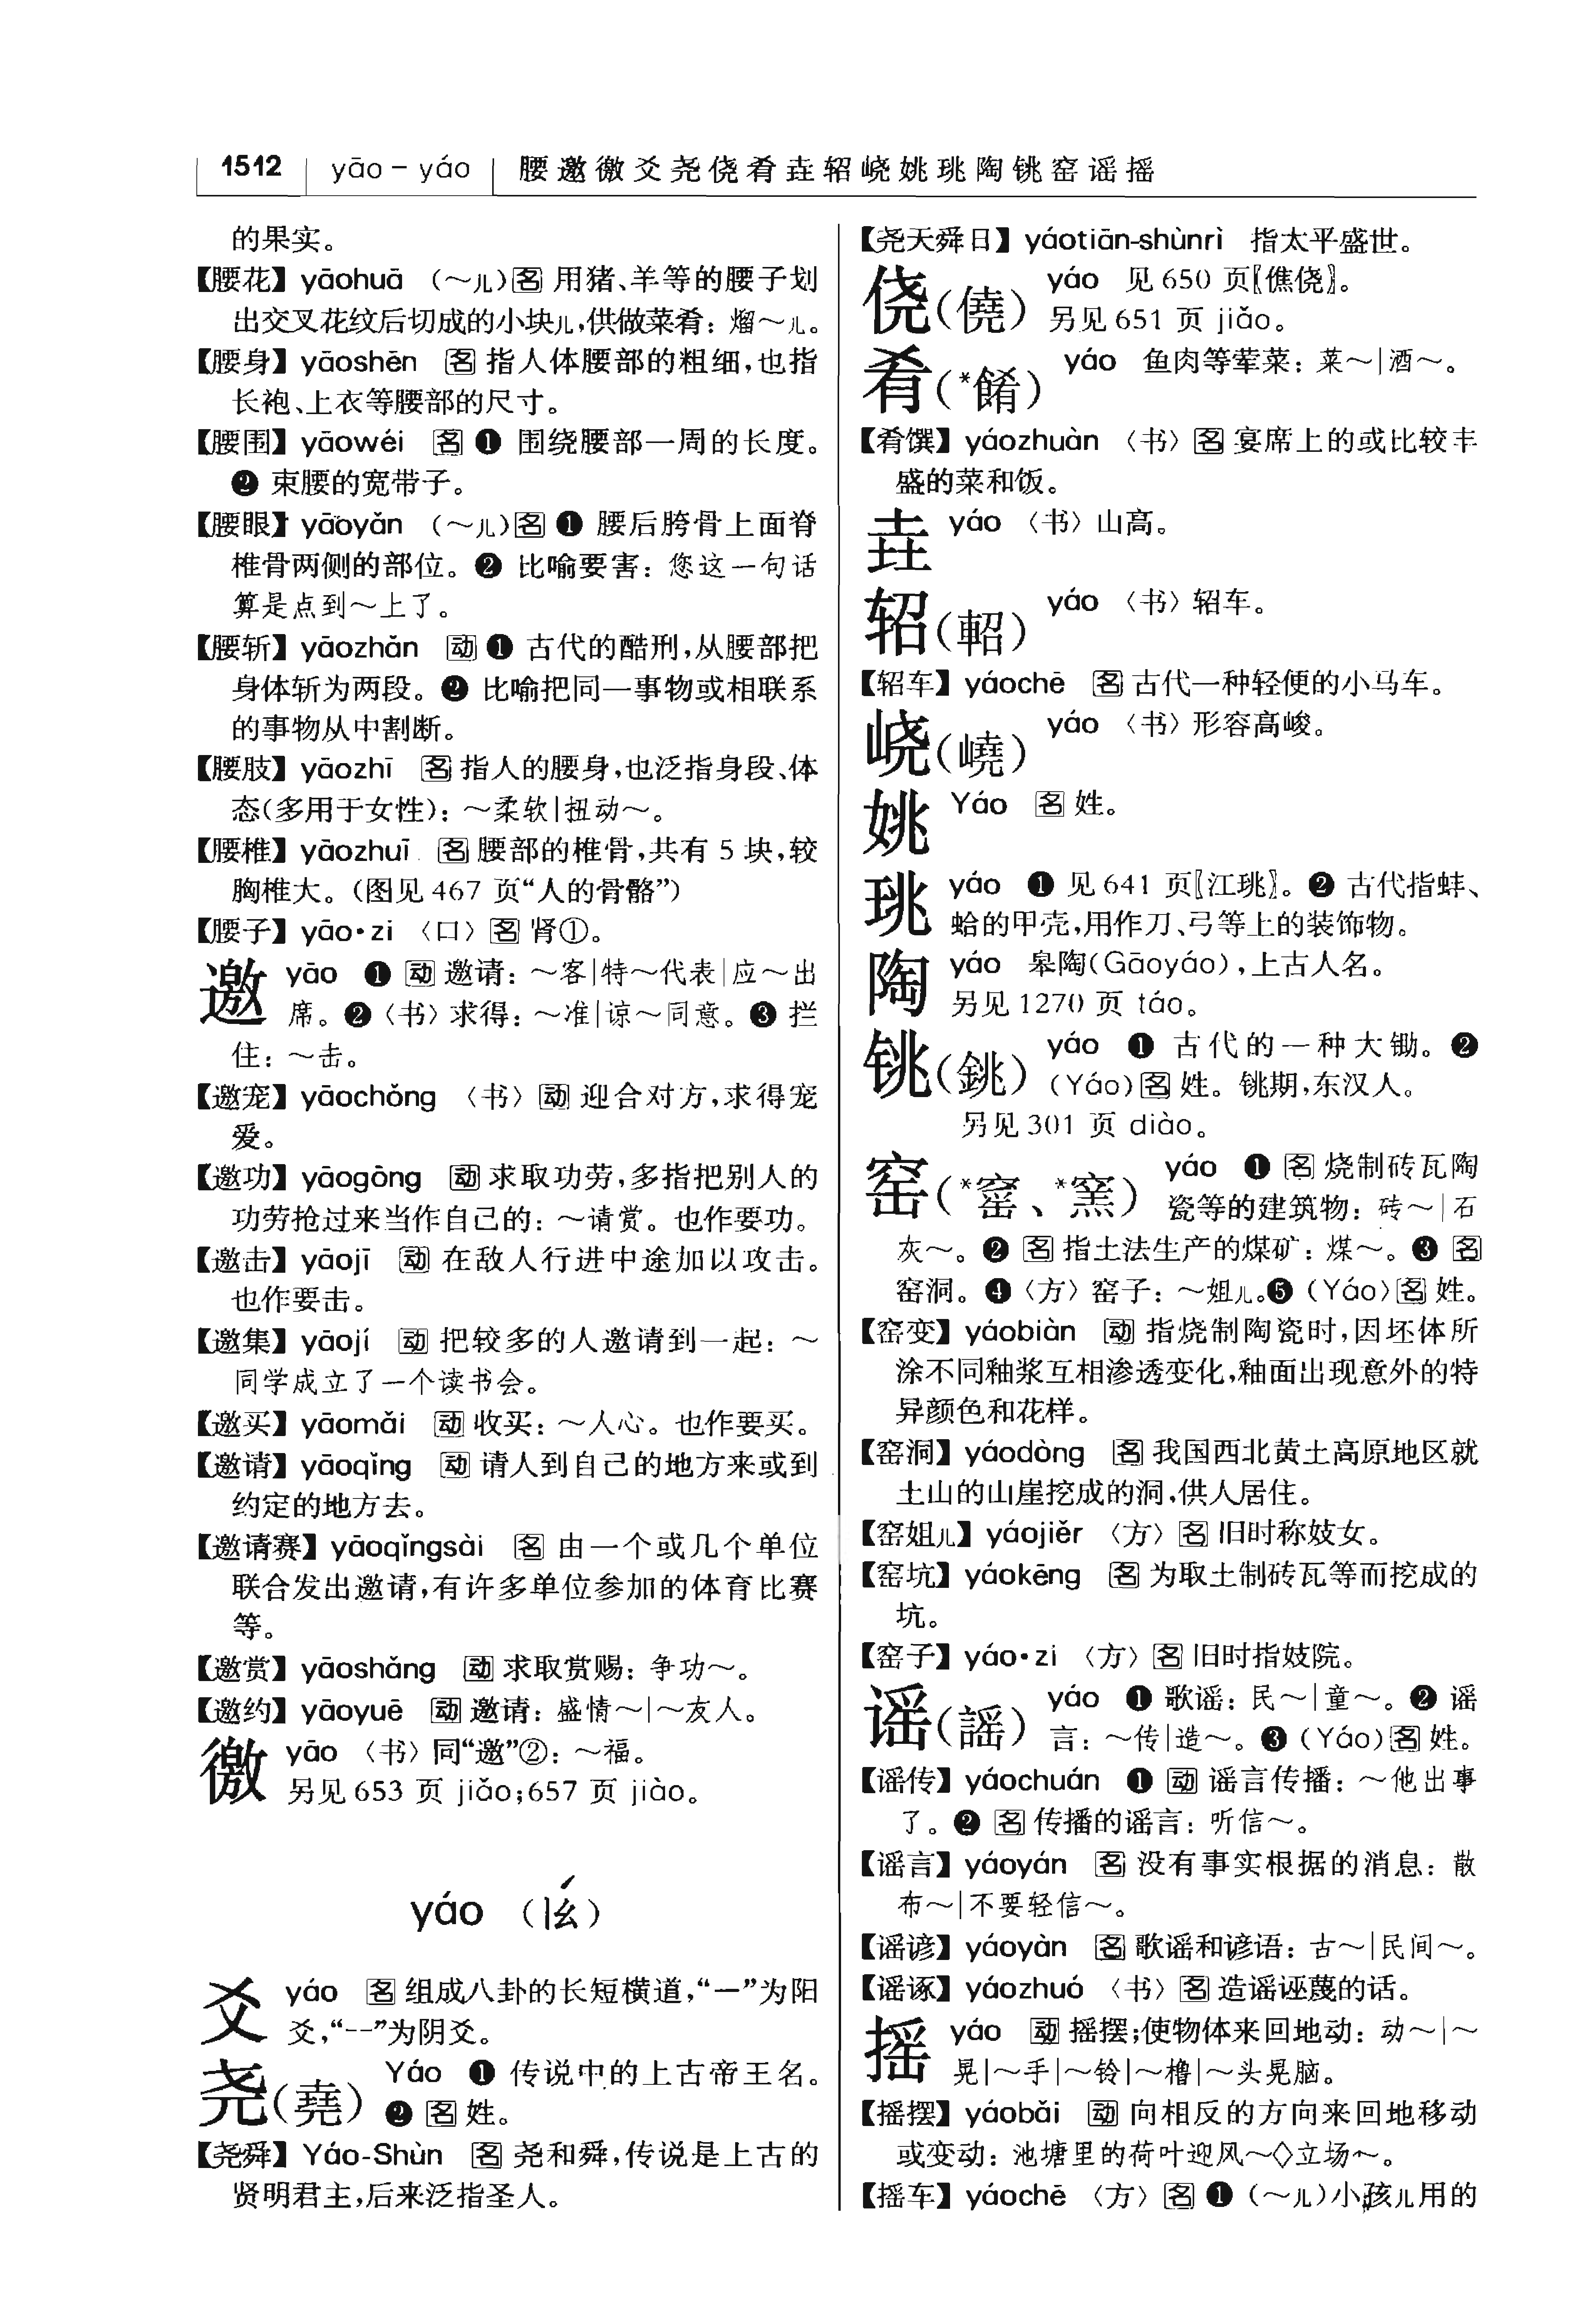 1512 yāo – yáo 腰邀徼爻尧侥肴垚轺峣姚珧陶铫窑谣摇
的果实。
【腰花】yāohuā （～儿）名 用猪、羊等的腰子划
出交叉花纹后切成的小块儿，供做菜肴：熘～儿。
【腰身】yāoshēn 名 指人体腰部的粗细，也指
长袍、上衣等腰部的尺寸。
【腰围】yāowéi 名 ❶ 围绕腰部一周的长度。
❷ 束腰的宽带子。
【腰眼】yāoyǎn （～儿）名 ❶ 腰后胯骨上面脊
椎骨两侧的部位。❷ 比喻要害：您这一句话
算是点到～上了。
【腰斩】yāozhǎn 动 ❶ 古代的酷刑，从腰部把
身体斩为两段。❷ 比喻把同一事物或相联系
的事物从中割断。
【腰肢】yāozhī 名 指人的腰身，也泛指身段、体
态（多用于女性）：～柔软|扭动～。
【腰椎】yāozhuī 名 腰部的椎骨，共有 5 块，较
胸椎大。（图见 467 页“人的骨骼”）
【腰子】yāo·zi 〈口〉名 肾①。
邀 yāo ❶ 动 邀请：～客|特～代表|应～出
席。❷〈书〉求得：～准|谅～同意。❸ 拦
住：～击。
【邀宠】yāochǒng 〈书〉动 迎合对方，求得宠
爱。
【邀功】yāogōng 动 求取功劳，多指把别人的
功劳抢过来当作自己的：～请赏。也作要功。
【邀击】yāojī 动 在敌人行进中途加以攻击。
也作要击。
【邀集】yāojí 动 把较多的人邀请到一起：～
同学成立了一个读书会。
【邀买】yāomǎi 动 收买：～人心。也作要买。
【邀请】yāoqǐng 动 请人到自己的地方来或到
约定的地方去。
【邀请赛】yāoqǐngsài 名 由一个或几个单位
联合发出邀请，有许多单位参加的体育比赛
等。
【邀赏】yāoshǎng 动 求取赏赐：争功～。
【邀约】yāoyuē 动 邀请：盛情～|～友人。
徼 yāo 〈书〉同“邀”②：～福。
另见 653 页 jiǎo；657 页 jiào。
yáo （ㄧㄠˊ）
爻 yáo 名 组成八卦的长短横道，“—”为阳
爻，“--”为阴爻。
尧（堯） Yáo ❶ 传说中的上古帝王名。
❷ 名 姓。
【尧舜】Yáo-Shùn 名 尧和舜，传说是上古的
贤明君主，后来泛指圣人。
【尧天舜日】yáotiān-shùnrì 指太平盛世。
侥（僥） yáo 见 650 页〖僬侥〗。
另见 651 页 jiǎo。
肴（*餚） yáo 鱼肉等荤菜：菜～|酒～。
【肴馔】yáozhuàn 〈书〉名 宴席上的或比较丰
盛的菜和饭。
垚 yáo 〈书〉山高。
轺（軺） yáo 〈书〉轺车。
【轺车】yáochē 名 古代一种轻便的小马车。
峣（嶢） yáo 〈书〉形容高峻。
姚 Yáo 名 姓。
珧 yáo ❶ 见 641 页〖江珧〗。❷ 古代指蚌、
蛤的甲壳，用作刀、弓等上的装饰物。
陶 yáo 皋陶（Gāoyáo），上古人名。
另见 1270 页 táo。
铫（銚） yáo ❶ 古代的一种大锄。❷
（Yáo）名 姓。铫期，东汉人。
另见 301 页 diào。
窑（*窰、*窯） yáo ❶ 名 烧制砖瓦陶
瓷等的建筑物：砖～|石
灰～。❷ 名 指土法生产的煤矿：煤～。❸ 名
窑洞。❹〈方〉窑子：～姐儿。❺（Yáo）名 姓。
【窑变】yáobiàn 动 指烧制陶瓷时，因坯体所
涂不同釉浆互相渗透变化，釉面出现意外的特
异颜色和花样。
【窑洞】yáodòng 名 我国西北黄土高原地区就
土山的山崖挖成的洞，供人居住。
【窑姐儿】yáojiěr 〈方〉名 旧时称妓女。
【窑坑】yáokēng 名 为取土制砖瓦等而挖成的
坑。
【窑子】yáo·zi 〈方〉名 旧时指妓院。
谣（謠） yáo ❶ 歌谣：民～|童～。❷ 谣
言：～传|造～。❸（Yáo）名 姓。
【谣传】yáochuán ❶ 动 谣言传播：～他出事
了。❷ 名 传播的谣言：听信～。
【谣言】yáoyán 名 没有事实根据的消息：散
布～|不要轻信～。
【谣谚】yáoyàn 名 歌谣和谚语：古～|民间～。
【谣诼】yáozhuó 〈书〉名 造谣诬蔑的话。
摇 yáo 动 摇摆；使物体来回地动：动～|～
晃|～手|～铃|～橹|～头晃脑。
【摇摆】yáobǎi 动 向相反的方向来回地移动
或变动：池塘里的荷叶迎风～◇立场～。
【摇车】yáochē 〈方〉名 ❶（～儿）小孩儿用的